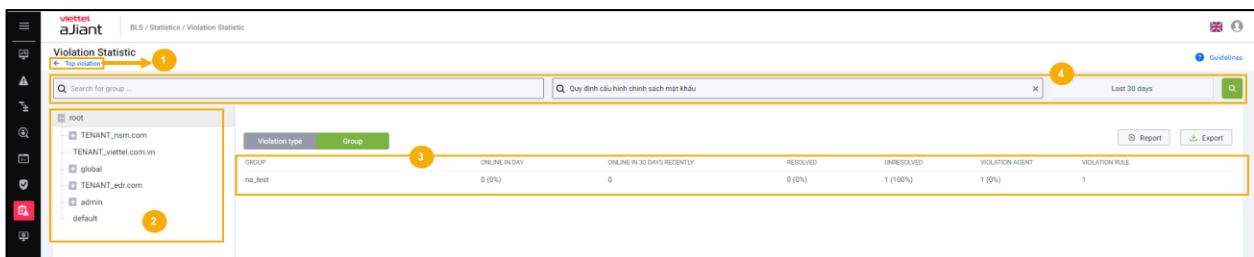 viettel
aJiant
BLS / Statistics / Violation Statistic
Violation Statistic
← Top violation
1
Guidelines
4
Search for group ...
Quy định cấu hình chính sách mật khẩu
Last 30 days
root
TENANT_nsm.com
TENANT_viettel.com.vn
global
TENANT_edr.com
admin
default
2
Violation type
Group
Report
Export
3
GROUP ONLINE IN DAY ONLINE IN 30 DAYS RECENTLY RESOLVED UNRESOLVED VIOLATION AGENT VIOLATION RULE
na_test 0 (0%) 0 0 (0%) 1 (100%) 1 (0%) 1